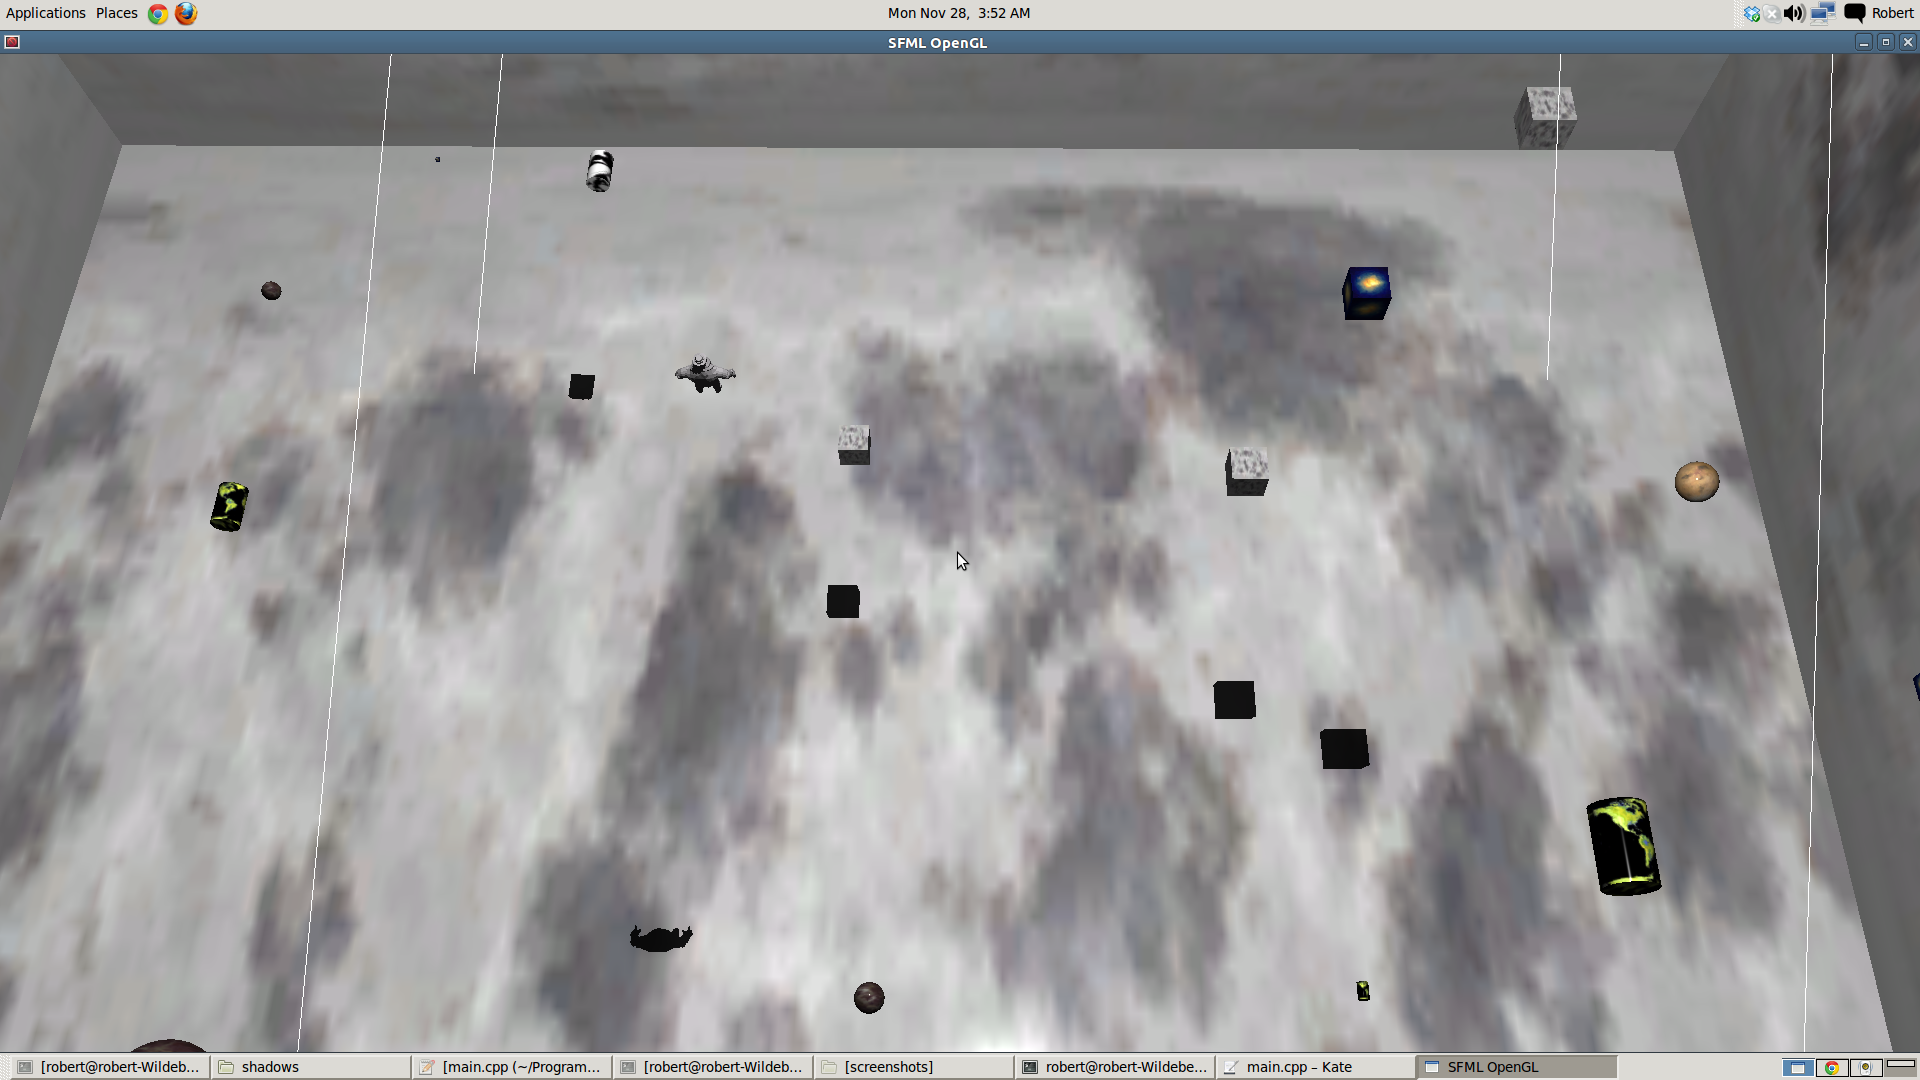 Applications Places Mon Nov 28, 3:52 AM Robert
SFML OpenGL
[robert@robert-Wildeb... shadows [main.cpp (~/Program... [robert@robert-Wildeb... [screenshots] robert@robert-Wildebe... main.cpp – Kate SFML OpenGL